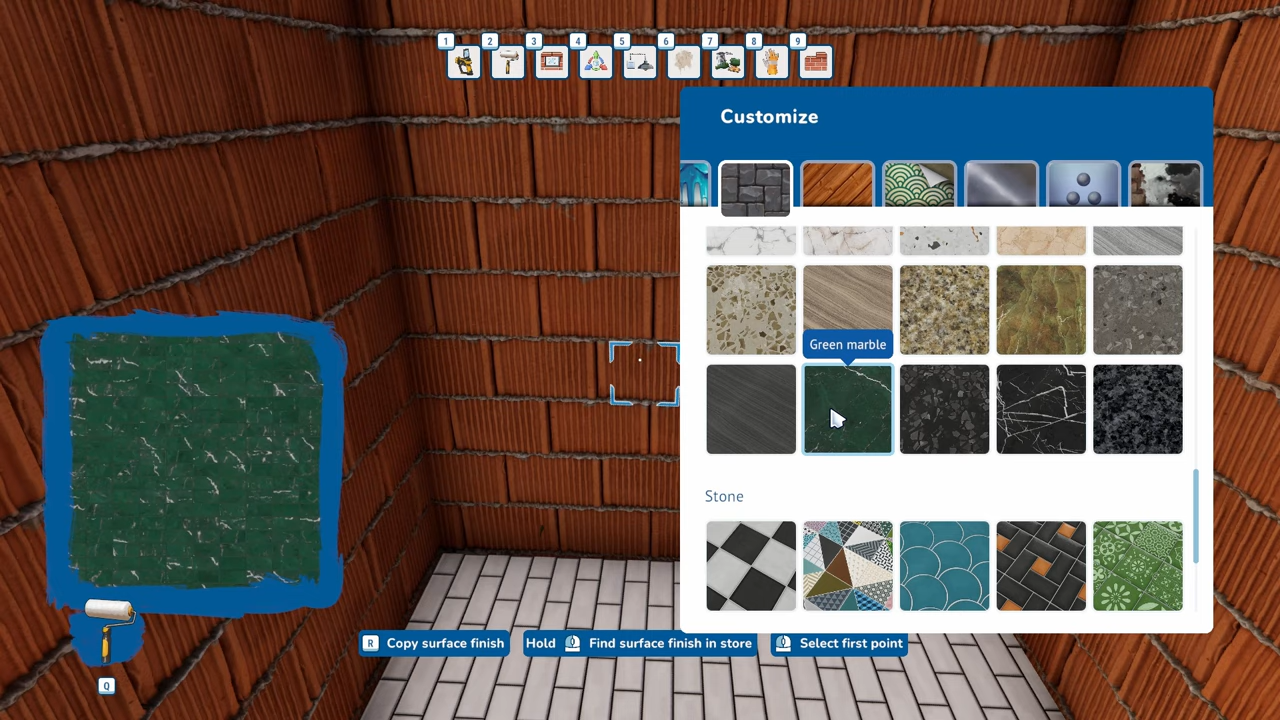 1 2 3 4 5 6 7 8 9
Customize
Green marble
Stone
R Copy surface finish Hold Find surface finish in store Select first point
Q